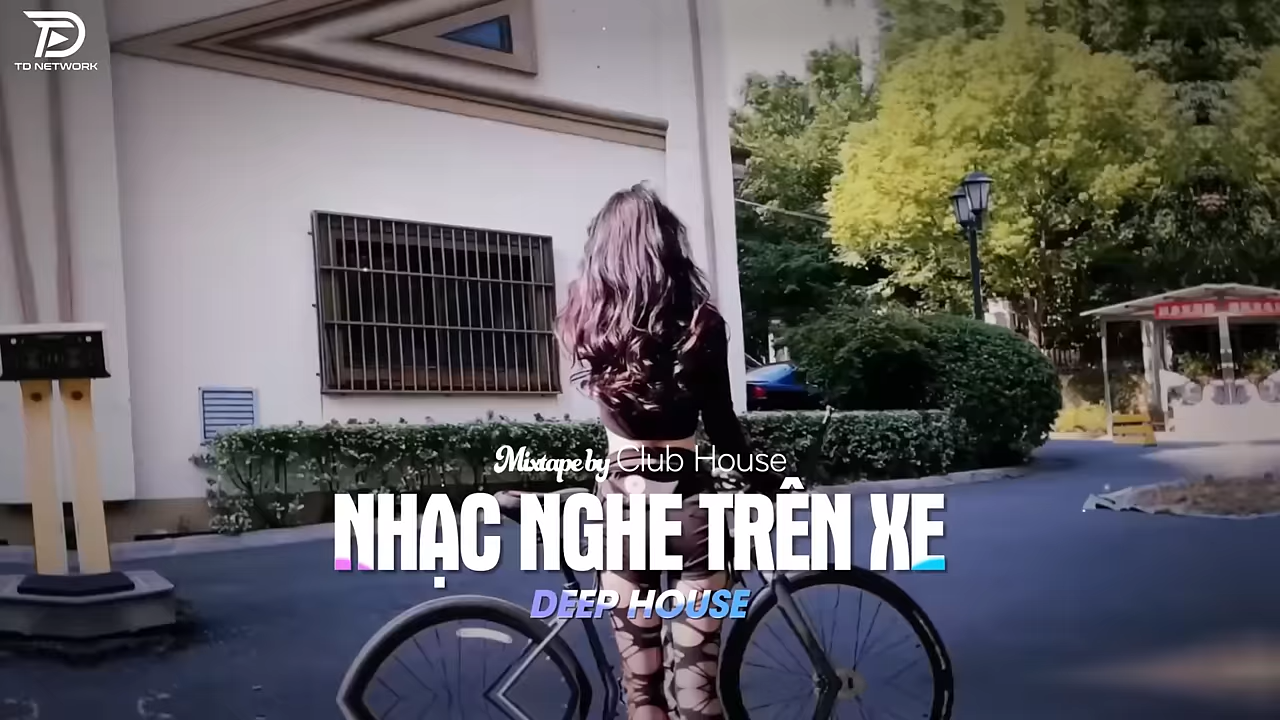 TD NETWORK
Mixtape by Club House
NHẠC NGHE TRÊN XE
DEEP HOUSE